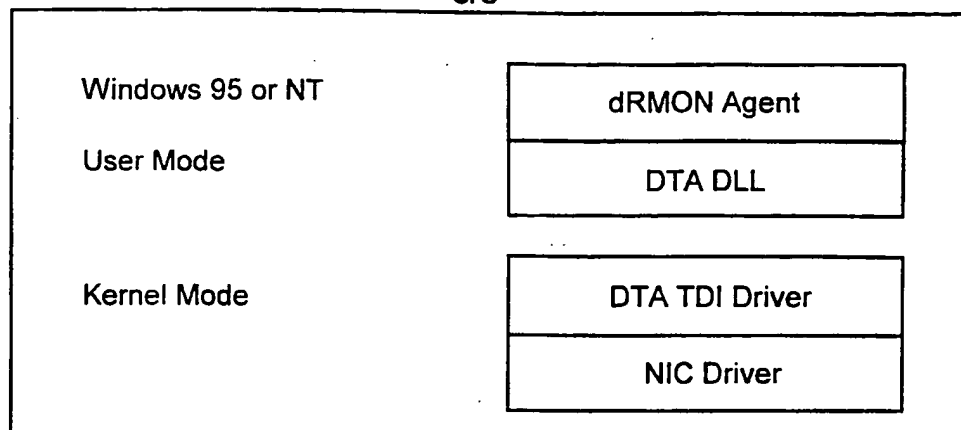 Windows 95 or NT
dRMON Agent
User Mode
DTA DLL
Kernel Mode
DTA TDI Driver
NIC Driver